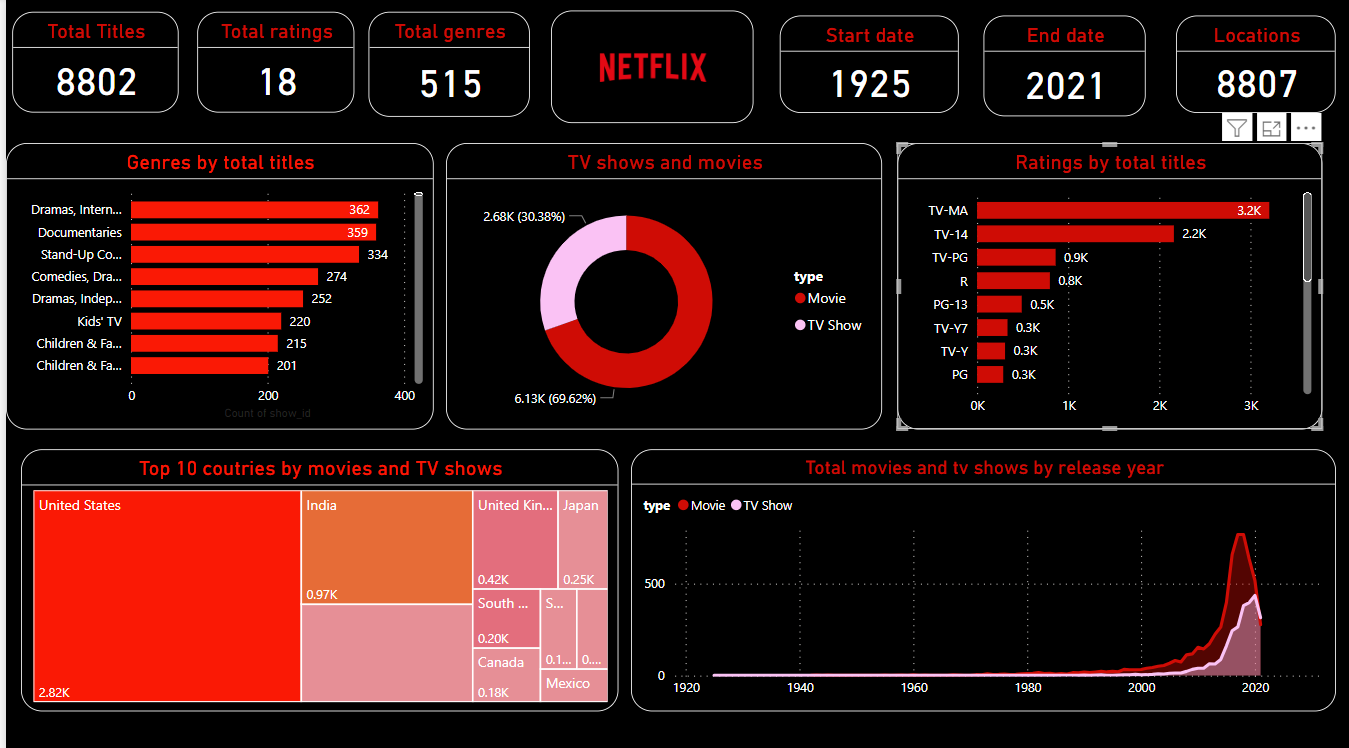 Total Titles
8802
Total ratings
18
Total genres
515
NETFLIX
Start date
1925
End date
2021
Locations
8807
Genres by total titles
Dramas, Intern...
362
Documentaries
359
Stand-Up Co...
334
Comedies, Dra...
274
Dramas, Indep...
252
Kids' TV
220
Children & Fa...
215
Children & Fa...
201
0
200
400
Count of show_id
TV shows and movies
2.68K (30.38%)
6.13K (69.62%)
type
Movie
TV Show
Ratings by total titles
TV-MA
3.2K
TV-14
2.2K
TV-PG
0.9K
R
0.8K
PG-13
0.5K
TV-Y7
0.3K
TV-Y
0.3K
PG
0.3K
0K
1K
2K
3K
Top 10 coutries by movies and TV shows
United States
2.82K
India
0.97K
United Kin...
0.42K
Japan
0.25K
South ...
0.20K
Canada
0.18K
S...
0.1...
0....
Mexico
Total movies and tv shows by release year
type Movie TV Show
500
0
1920
1940
1960
1980
2000
2020